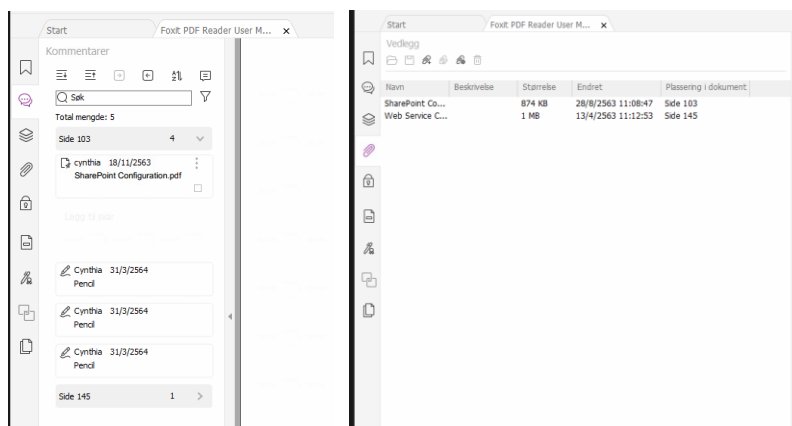 Start
Foxit PDF Reader User M...
Kommentarer
Søk
Total mengde: 5
Side 103 4
cynthia 18/11/2563
SharePoint Configuration.pdf
Legg til svar
Cynthia 31/3/2564
Pencil
Cynthia 31/3/2564
Pencil
Cynthia 31/3/2564
Pencil
Side 145 1
Start
Foxit PDF Reader User M...
Vedlegg
Navn Beskrivelse Størrelse Endret Plassering i dokument
SharePoint Co... 874 KB 28/8/2563 11:08:47 Side 103
Web Service C... 1 MB 13/4/2563 11:12:53 Side 145